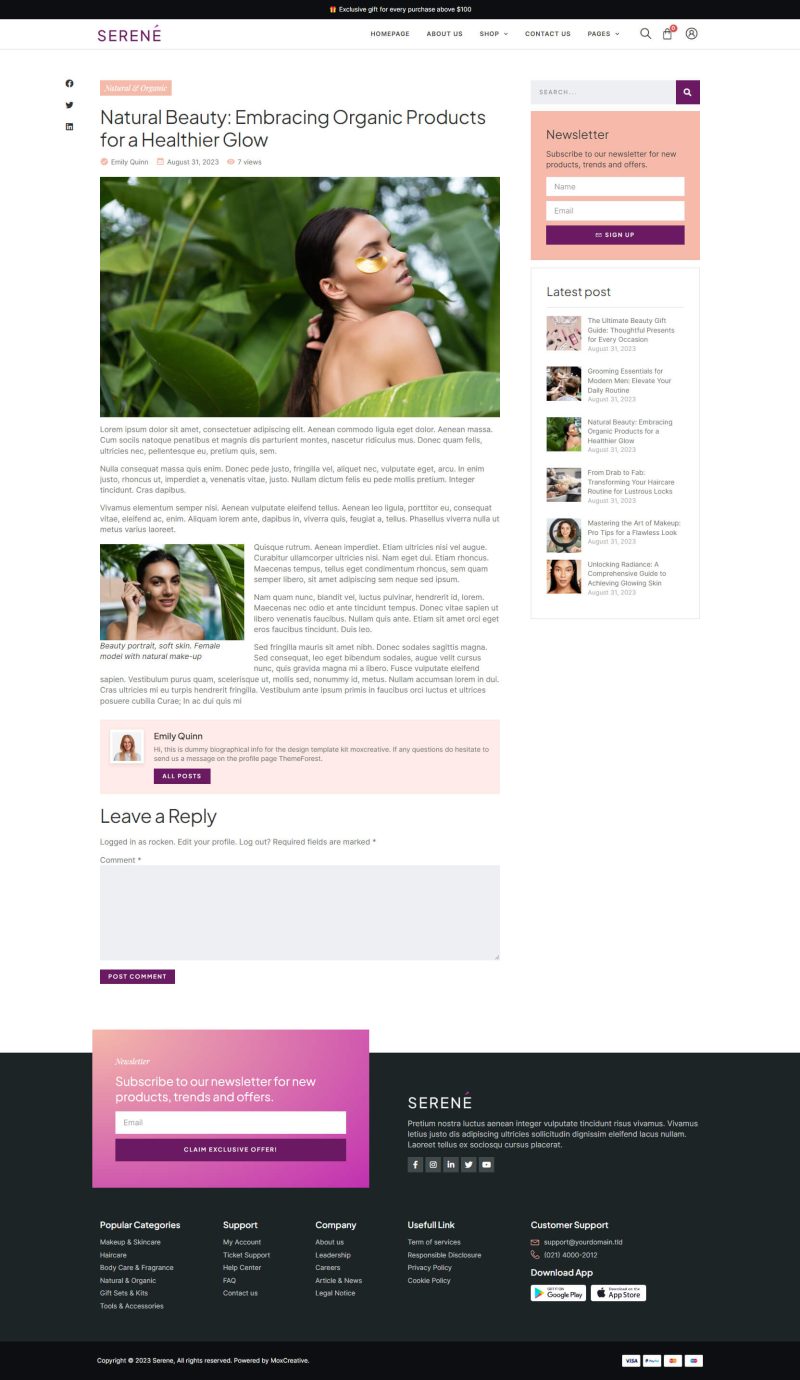 Exclusive gift for every purchase above $100
SERENÉ
HOMEPAGE
ABOUT US
SHOP
CONTACT US
PAGES
0
Natural & Organic
Natural Beauty: Embracing Organic Products
for a Healthier Glow
Emily Quinn
August 31, 2023
7 views
Lorem ipsum dolor sit amet, consectetuer adipiscing elit. Aenean commodo ligula eget dolor. Aenean massa.
Cum sociis natoque penatibus et magnis dis parturient montes, nascetur ridiculus mus. Donec quam felis,
ultricies nec, pellentesque eu, pretium quis, sem.
Nulla consequat massa quis enim. Donec pede justo, fringilla vel, aliquet nec, vulputate eget, arcu. In enim
justo, rhoncus ut, imperdiet a, venenatis vitae, justo. Nullam dictum felis eu pede mollis pretium. Integer
tincidunt. Cras dapibus.
Vivamus elementum semper nisi. Aenean vulputate eleifend tellus. Aenean leo ligula, porttitor eu, consequat
vitae, eleifend ac, enim. Aliquam lorem ante, dapibus in, viverra quis, feugiat a, tellus. Phasellus viverra nulla ut
metus varius laoreet.
Quisque rutrum. Aenean imperdiet. Etiam ultricies nisi vel augue.
Curabitur ullamcorper ultricies nisi. Nam eget dui. Etiam rhoncus.
Maecenas tempus, tellus eget condimentum rhoncus, sem quam
semper libero, sit amet adipiscing sem neque sed ipsum.
Nam quam nunc, blandit vel, luctus pulvinar, hendrerit id, lorem.
Maecenas nec odio et ante tincidunt tempus. Donec vitae sapien ut
libero venenatis faucibus. Nullam quis ante. Etiam sit amet orci eget
eros faucibus tincidunt. Duis leo.
Beauty portrait, soft skin. Female
model with natural make-up
Sed fringilla mauris sit amet nibh. Donec sodales sagittis magna.
Sed consequat, leo eget bibendum sodales, augue velit cursus
nunc, quis gravida magna mi a libero. Fusce vulputate eleifend
sapien. Vestibulum purus quam, scelerisque ut, mollis sed, nonummy id, metus. Nullam accumsan lorem in dui.
Cras ultricies mi eu turpis hendrerit fringilla. Vestibulum ante ipsum primis in faucibus orci luctus et ultrices
posuere cubilia Curae; In ac dui quis mi
Emily Quinn
Hi, this is dummy biographical info for the design template kit moxcreative. If any questions do hesitate to
send us a message on the profile page ThemeForest.
ALL POSTS
Leave a Reply
Logged in as rocken. Edit your profile. Log out? Required fields are marked *
Comment *
POST COMMENT
SEARCH...
Newsletter
Subscribe to our newsletter for new
products, trends and offers.
Name
Email
SIGN UP
Latest post
The Ultimate Beauty Gift
Guide: Thoughtful Presents
for Every Occasion
August 31, 2023
Grooming Essentials for
Modern Men: Elevate Your
Daily Routine
August 31, 2023
Natural Beauty: Embracing
Organic Products for a
Healthier Glow
August 31, 2023
From Drab to Fab:
Transforming Your Haircare
Routine for Lustrous Locks
August 31, 2023
Mastering the Art of Makeup:
Pro Tips for a Flawless Look
August 31, 2023
Unlocking Radiance: A
Comprehensive Guide to
Achieving Glowing Skin
August 31, 2023
Newsletter
Subscribe to our newsletter for new
products, trends and offers.
Email
CLAIM EXCLUSIVE OFFER!
SERENÉ
Pretium nostra luctus aenean integer vulputate tincidunt risus vivamus. Vivamus
letius justo dis adipiscing ultricies sollicitudin dignissim eleifend lacus nullam.
Laoreet tellus ex sociosqu cursus placerat.
Popular Categories
Makeup & Skincare
Haircare
Body Care & Fragrance
Natural & Organic
Gift Sets & Kits
Tools & Accessories
Support
My Account
Ticket Support
Help Center
FAQ
Contact us
Company
About us
Leadership
Careers
Article & News
Legal Notice
Usefull Link
Term of services
Responsible Disclosure
Privacy Policy
Cookie Policy
Customer Support
support@yourdomain.tld
(021) 4000-2012
Download App
GET IT ON
Google Play
Download on the
App Store
Copyright © 2023 Serene, All rights reserved. Powered by MoxCreative.
VISA
PayPal